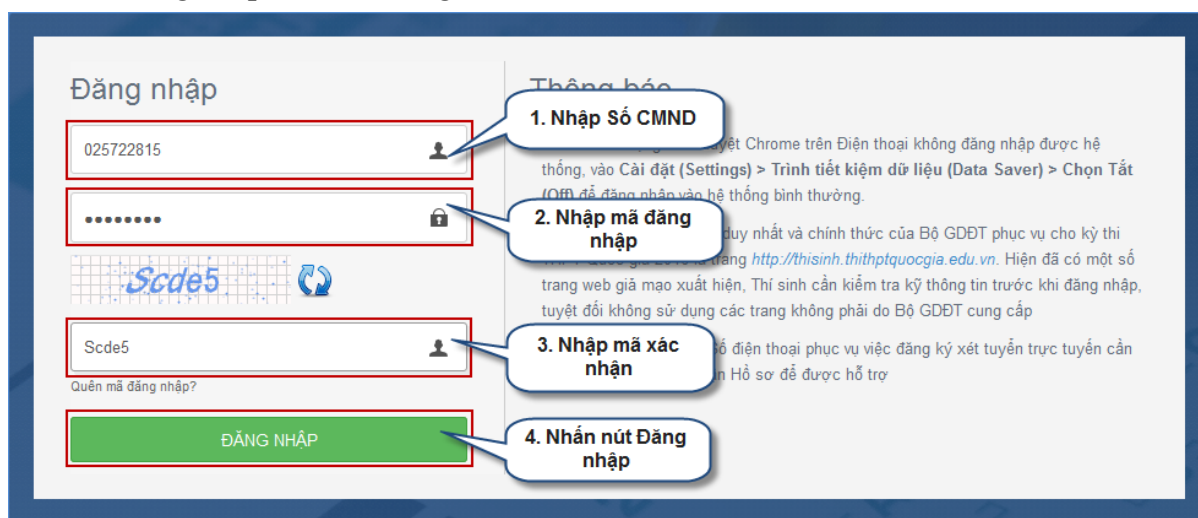 Đăng nhập
025722815
••••••••
Scde5
Scde5
Quên mã đăng nhập?
ĐĂNG NHẬP
Thông báo
1. Nhập Số CMND
duyệt Chrome trên Điện thoại không đăng nhập được hệ
thống, vào Cài đặt (Settings) > Trình tiết kiệm dữ liệu (Data Saver) > Chọn Tắt
(Off) để đăng nhập vào hệ thống bình thường.
2. Nhập mã đăng
nhập
duy nhất và chính thức của Bộ GDĐT phục vụ cho kỳ thi
trang http://thisinh.thithptquocgia.edu.vn. Hiện đã có một số
trang web giả mạo xuất hiện, Thí sinh cần kiểm tra kỹ thông tin trước khi đăng nhập,
tuyệt đối không sử dụng các trang không phải do Bộ GDĐT cung cấp
3. Nhập mã xác
nhận
Số điện thoại phục vụ việc đăng ký xét tuyển trực tuyến cần
Hồ sơ để được hỗ trợ
4. Nhấn nút Đăng
nhập